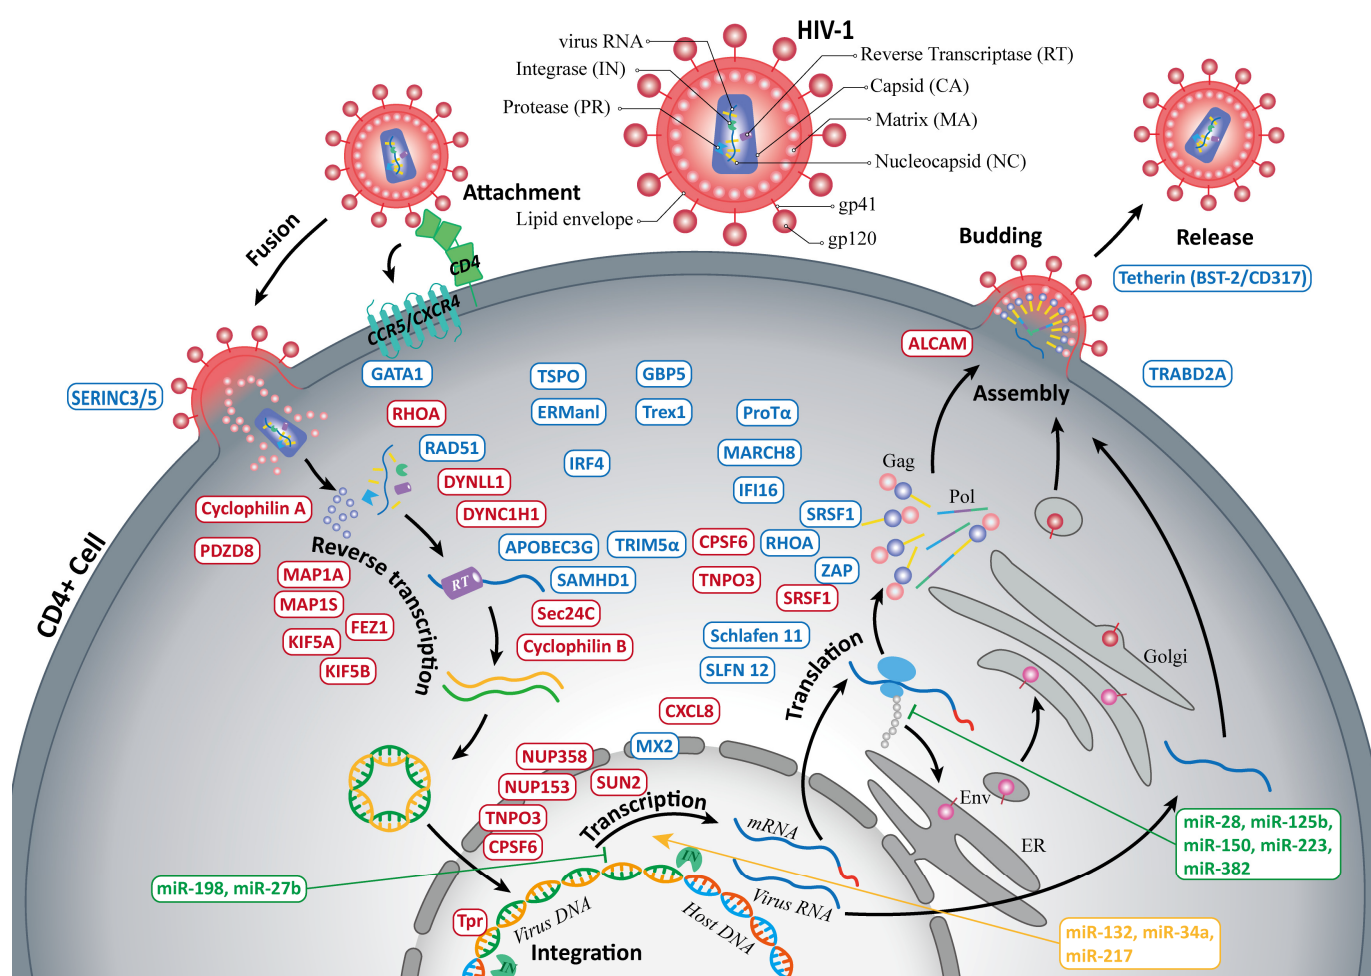 HIV-1
virus RNA
Integrase (IN)
Protease (PR)
Lipid envelope
Reverse Transcriptase (RT)
Capsid (CA)
Matrix (MA)
Nucleocapsid (NC)
gp41
gp120
Attachment
Fusion
CD4
CCR5/CXCR4
Budding
Release
Tetherin (BST-2/CD317)
ALCAM
TRABD2A
Assembly
SERINC3/5
GATA1
TSPO
GBP5
RHOA
ERManI
Trex1
ProTα
RAD51
IRF4
MARCH8
DYNLL1
IFI16
Gag
Pol
Cyclophilin A
DYNC1H1
SRSF1
PDZD8
APOBEC3G
TRIM5α
CPSF6
RHOA
CD4+ Cell
Reverse transcription
MAP1A
RT
SAMHD1
TNPO3
ZAP
MAP1S
Sec24C
SRSF1
FEZ1
KIF5A
Cyclophilin B
Schlafen 11
KIF5B
SLFN 12
Translation
Golgi
CXCL8
MX2
NUP358
NUP153
SUN2
TNPO3
Transcription
CPSF6
mRNA
Env
ER
miR-28, miR-125b,
miR-150, miR-223,
miR-382
miR-198, miR-27b
IN
Virus RNA
Tpr
Virus DNA
Host DNA
Integration
IN
miR-132, miR-34a,
miR-217